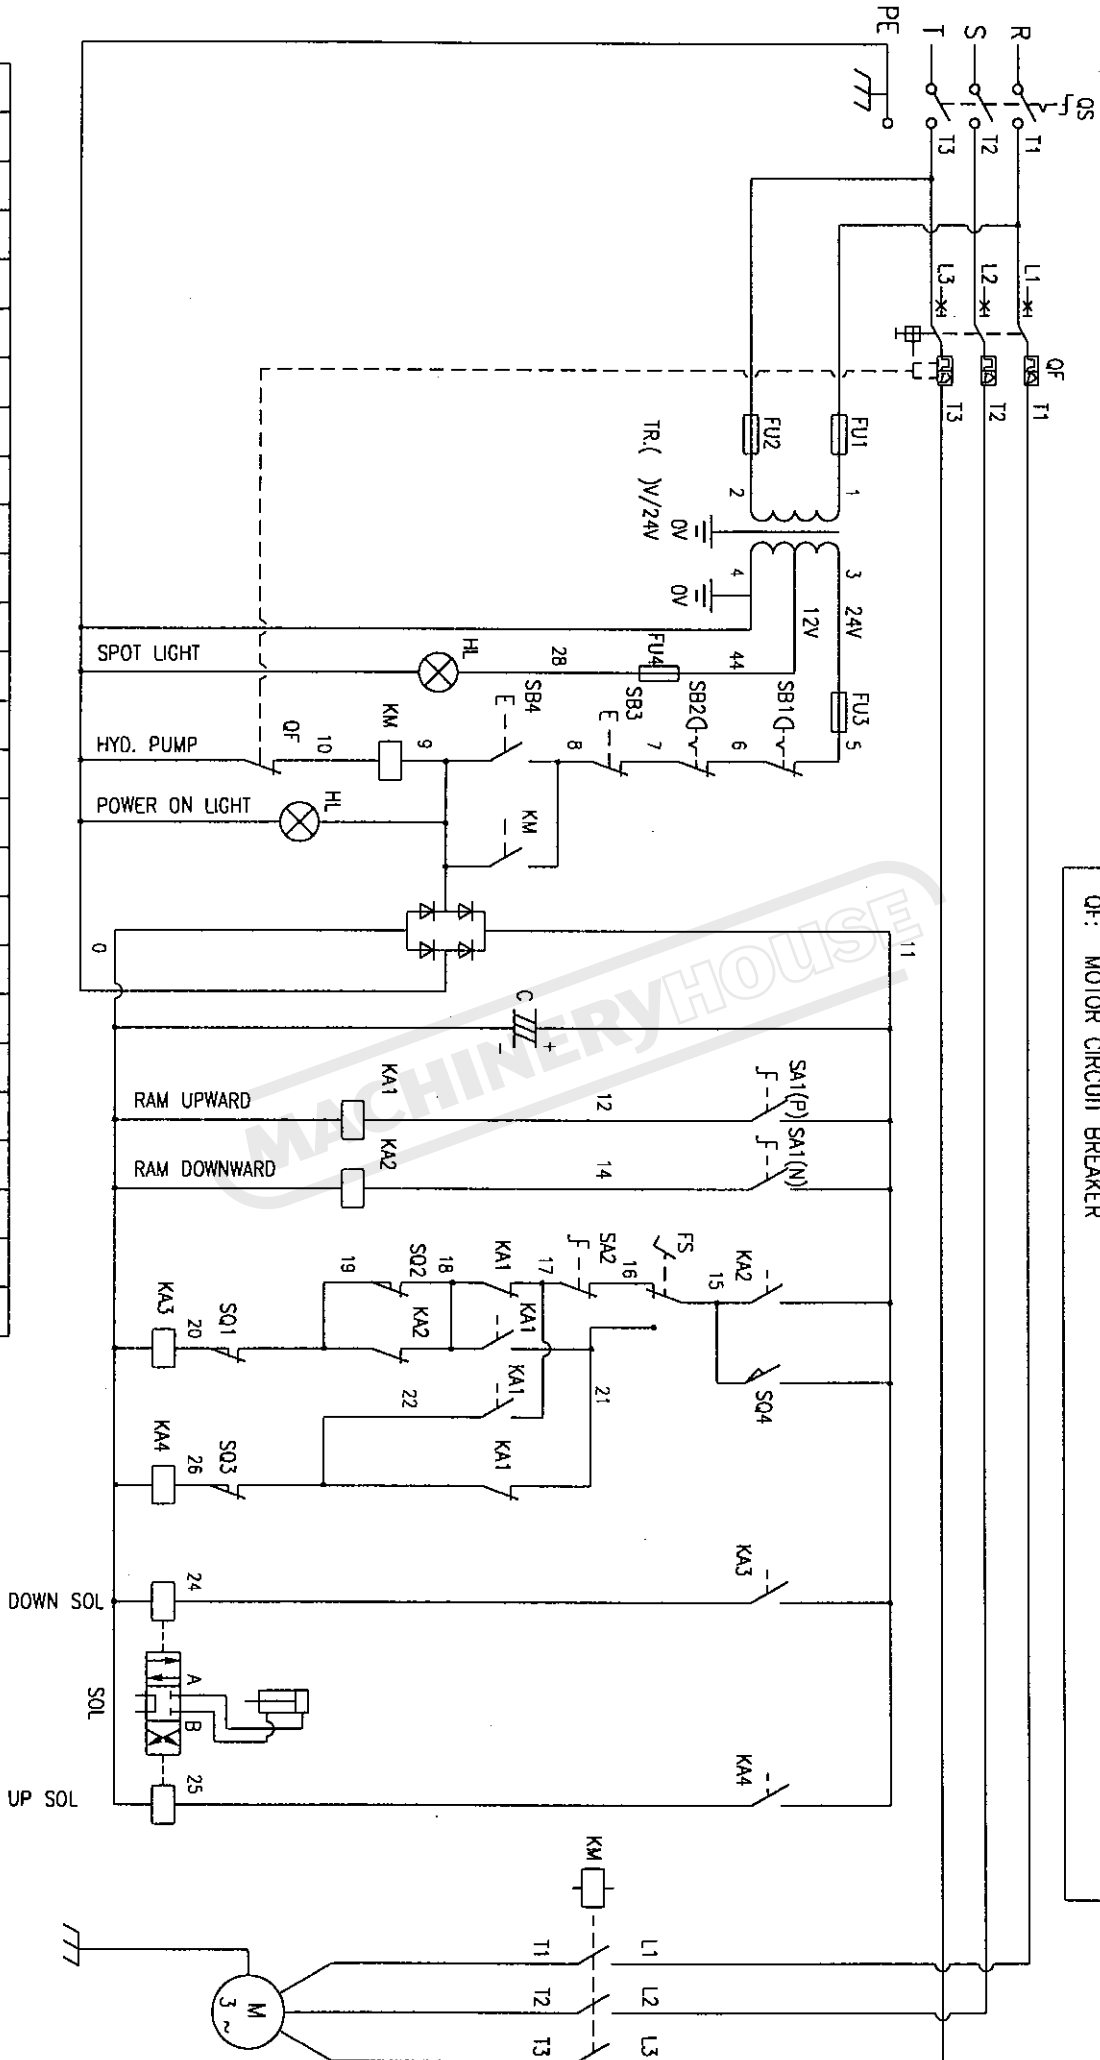 PE
T
S
R
QS
T3
T2
T1
L3
L2
L1
QF
T3
T2
T1
FU2
FU1
TR.( )V/24V
2
1
0V
0V
4
3
24V
12V
SPOT LIGHT
HL
28
FU4
44
SB4
SB3
SB2
SB1
FU3
HYD. PUMP
QF
10
KM
9
8
7
6
5
POWER ON LIGHT
HL
KM
QF: MOTOR CIRCUIT BREAKER
0
11
C
-
+
MACHINERYHOUSE
RAM UPWARD
KA1
12
SA1(P)
RAM DOWNWARD
KA2
14
SA1(N)
19
SQ2
18
KA1
17
SA2
16
FS
15
KA2
KA3
20
SQ1
KA2
KA1
22
KA1
21
SQ4
KA4
26
SQ3
KA1
DOWN SOL
24
KA3
SOL
A
B
UP SOL
25
KA4
KM
T1
L1
T2
L2
T3
L3
M
3 ~